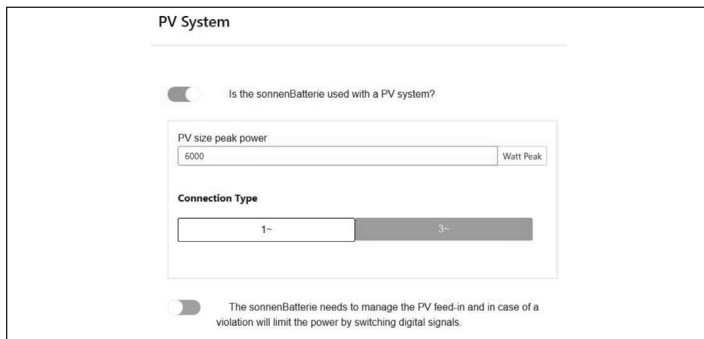 PV System
Is the sonnenBatterie used with a PV system?
PV size peak power
6000 Watt Peak
Connection Type
1~ 3~
The sonnenBatterie needs to manage the PV feed-in and in case of a
violation will limit the power by switching digital signals.